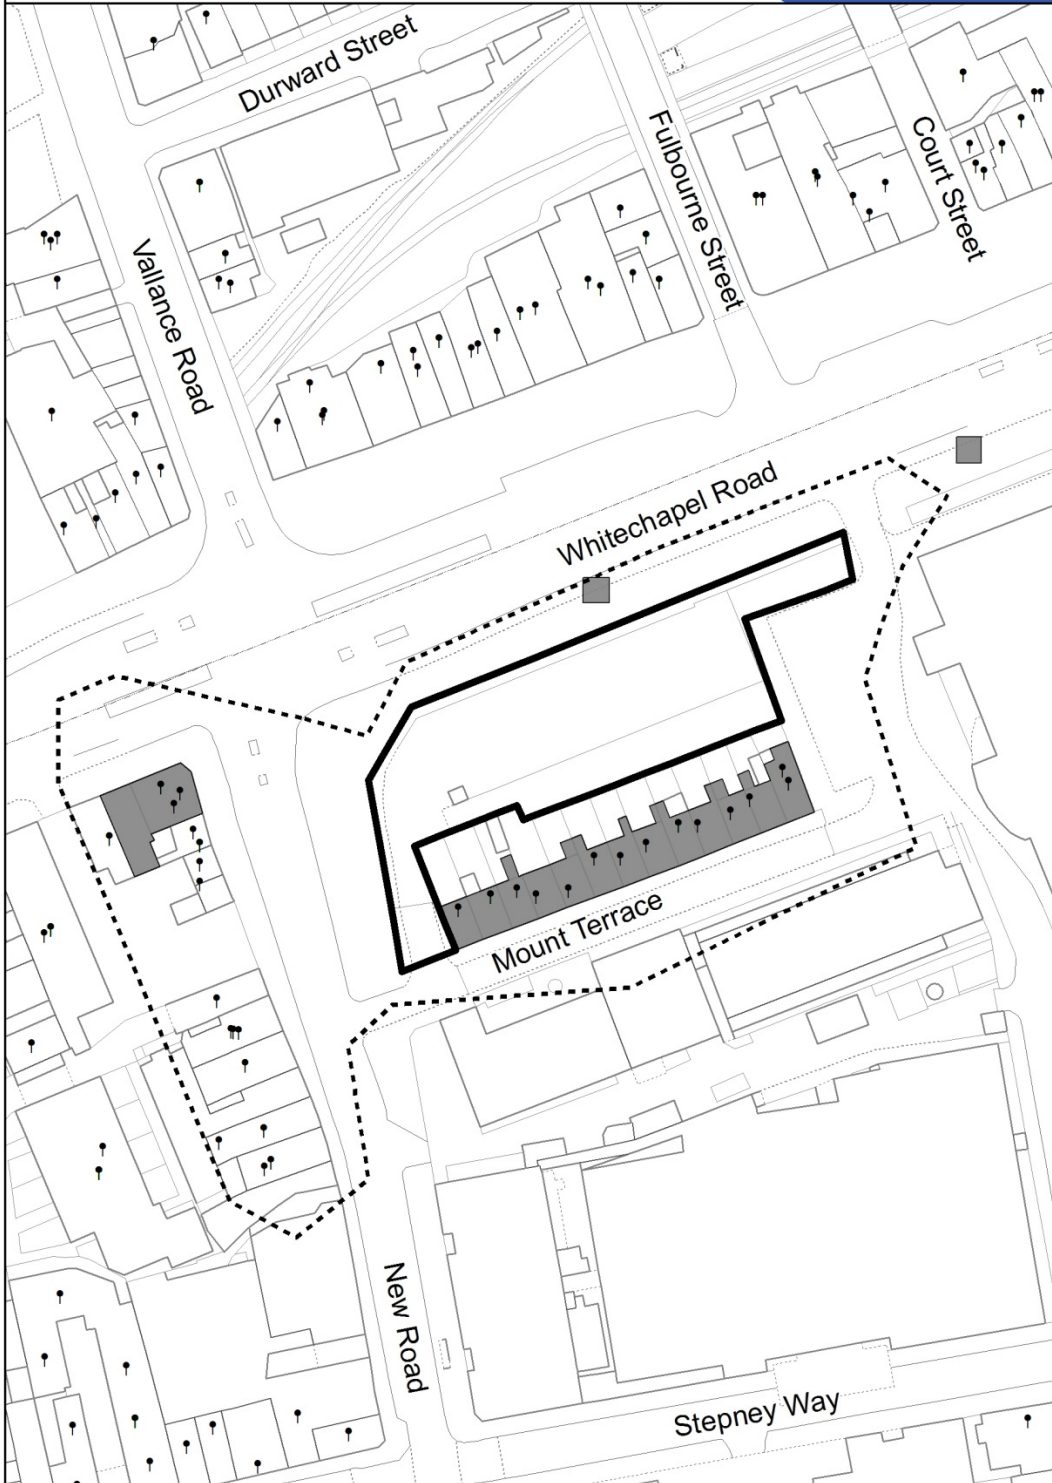 Durward Street
Fulbourne Street
Court Street
Vallance Road
Whitechapel Road
Mount Terrace
New Road
Stepney Way